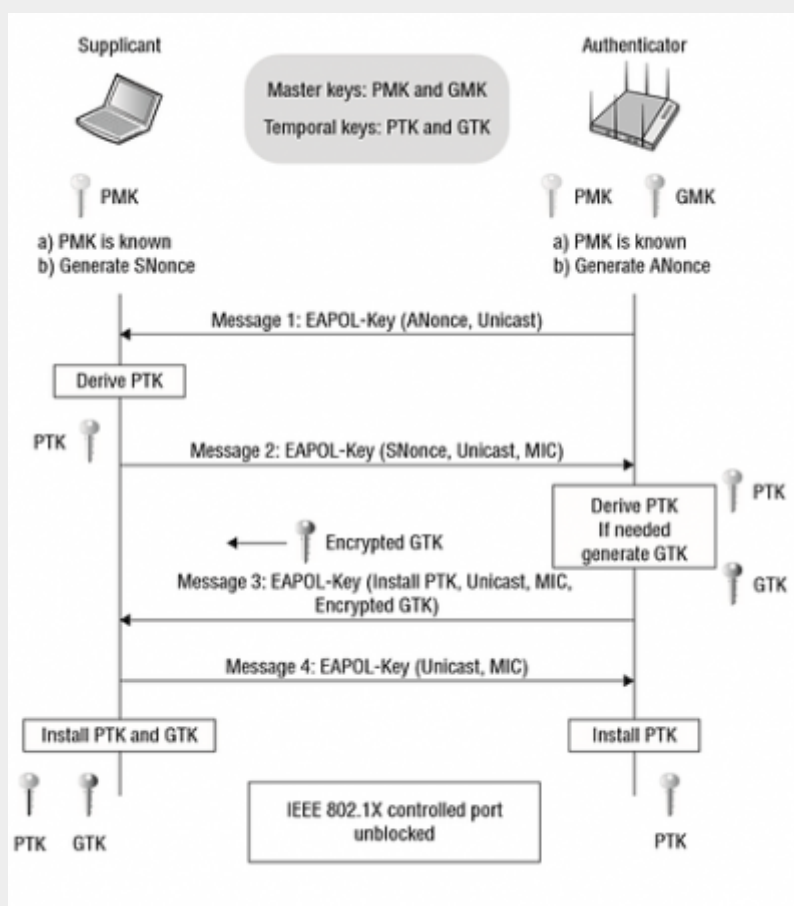 Supplicant
Authenticator
Master keys: PMK and GMK
Temporal keys: PTK and GTK
PMK
PMK
GMK
a) PMK is known
b) Generate SNonce
a) PMK is known
b) Generate ANonce
Message 1: EAPOL-Key (ANonce, Unicast)
Derive PTK
PTK
Message 2: EAPOL-Key (SNonce, Unicast, MIC)
Derive PTK
If needed
generate GTK
PTK
Encrypted GTK
GTK
Message 3: EAPOL-Key (Install PTK, Unicast, MIC,
Encrypted GTK)
Message 4: EAPOL-Key (Unicast, MIC)
Install PTK and GTK
Install PTK
PTK
GTK
IEEE 802.1X controlled port
unblocked
PTK